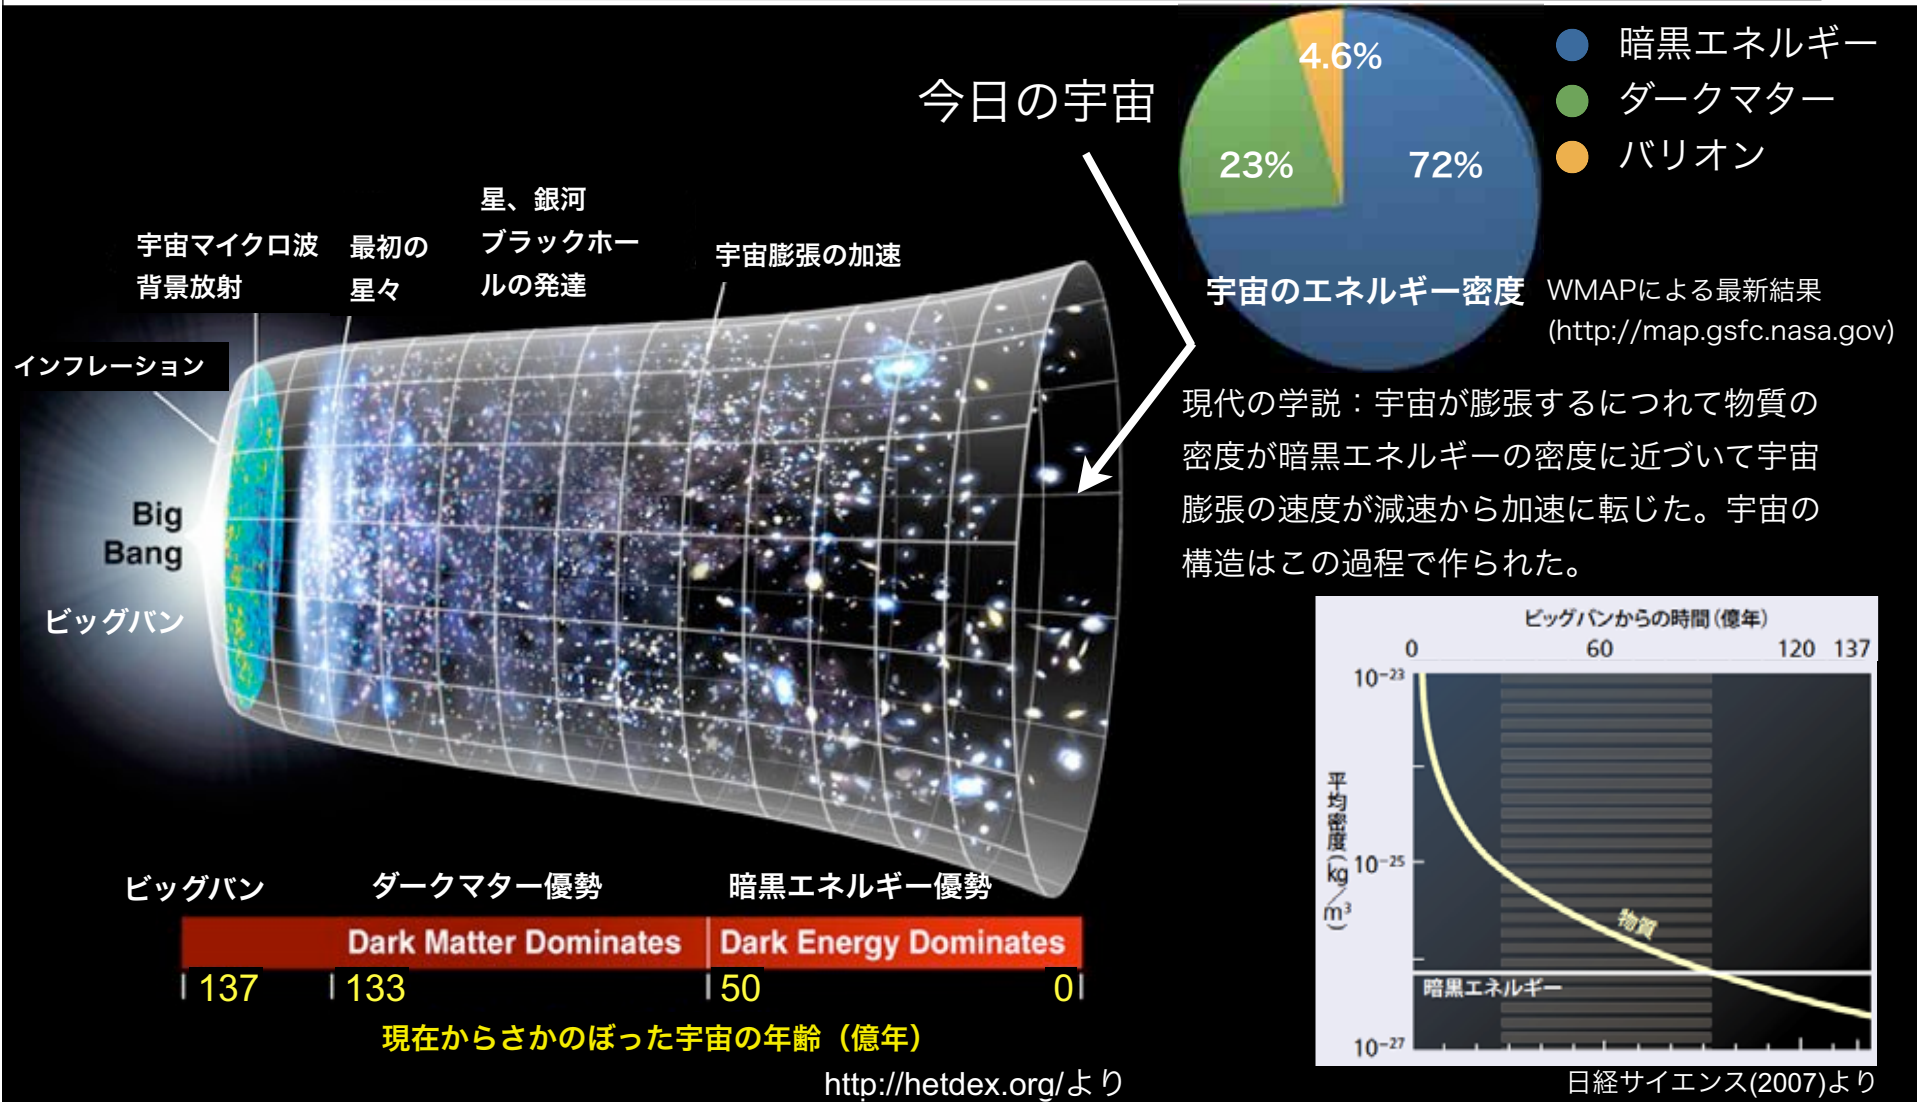 今日の宇宙
4.6%
23%
72%
暗黒エネルギー
ダークマター
バリオン
宇宙のエネルギー密度
WMAPによる最新結果
(http://map.gsfc.nasa.gov)
宇宙マイクロ波
背景放射
最初の
星々
星、銀河
ブラックホー
ルの発達
宇宙膨張の加速
インフレーション
Big
Bang
ビッグバン
現代の学説：宇宙が膨張するにつれて物質の
密度が暗黒エネルギーの密度に近づいて宇宙
膨張の速度が減速から加速に転じた。宇宙の
構造はこの過程で作られた。
ビッグバン
ダークマター優勢
暗黒エネルギー優勢
Dark Matter Dominates
Dark Energy Dominates
137
133
50
0
現在からさかのぼった宇宙の年齢（億年）
http://hetdex.org/より
ビッグバンからの時間(億年)
0 60 120 137
10⁻²³
10⁻²⁵
10⁻²⁷
平均密度(kg／m³)
物質
暗黒エネルギー
日経サイエンス(2007)より